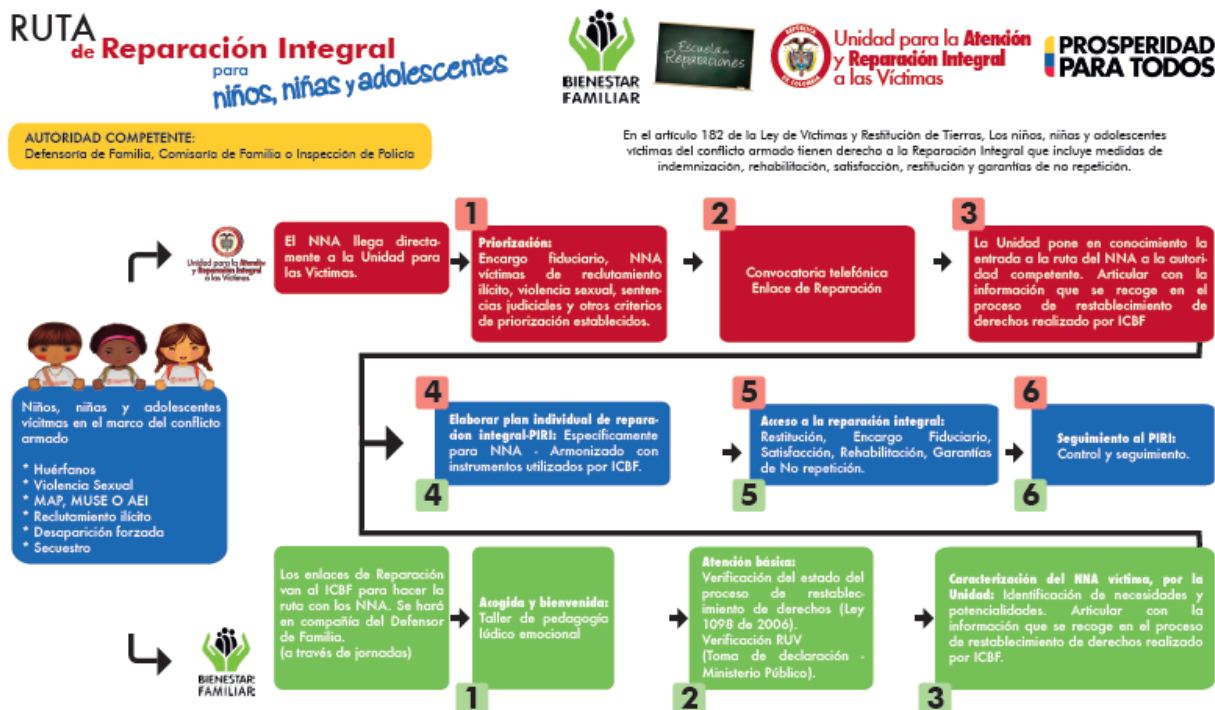 RUTA
de Reparación Integral
para
niños, niñas y adolescentes
BIENESTAR
FAMILIAR
Escuela de
Reparaciones
REPÚBLICA
DE COLOMBIA
Unidad para la Atención
y Reparación Integral
a las Víctimas
PROSPERIDAD
PARA TODOS
AUTORIDAD COMPETENTE:
Defensoría de Familia, Comisaría de Familia o Inspección de Policía
En el artículo 182 de la Ley de Víctimas y Restitución de Tierras, Los niños, niñas y adolescentes
víctimas del conflicto armado tienen derecho a la Reparación Integral que incluye medidas de
indemnización, rehabilitación, satisfacción, restitución y garantías de no repetición.
Unidad para la Atención
y Reparación Integral
a las Víctimas
El NNA llega directa-
mente a la Unidad para
las Víctimas.
1
Priorización:
Encargo fiduciario, NNA
víctimas de reclutamiento
ilícito, violencia sexual, senten-
cias judiciales y otros criterios
de priorización establecidos.
2
Convocatoria telefónica
Enlace de Reparación
3
La Unidad pone en conocimiento la
entrada a la ruta del NNA a la autori-
dad competente. Articular con la
información que se recoge en el
proceso de restablecimiento de
derechos realizado por ICBF
Niños, niñas y adolescentes
vícitmas en el marco del conflicto
armado
* Huérfanos
* Violencia Sexual
* MAP, MUSE O AEI
* Reclutamiento ilícito
* Desaparición forzada
* Secuestro
4
Elaborar plan individual de repara-
cion integral-PIRI: Específicamente
para NNA - Armonizado con
instrumentos utilizados por ICBF.
4
5
Acceso a la reparación integral:
Restitución, Encargo Fiduciario,
Satisfacción, Rehabilitación, Garantías
de No repetición.
5
6
Seguimiento al PIRI:
Control y seguimiento.
6
BIENESTAR
FAMILIAR
Los enlaces de Reparación
van al ICBF para hacer la
ruta con los NNA. Se hará
en compañía del Defensor
de Familia.
(a través de jornadas)
Acogida y bienvenida:
Taller de pedagogía
lúdico emocional
1
Atención básica:
Verificación del estado del
proceso de restablec-
imiento de derechos (Ley
1098 de 2006).
Verificación RUV
(Toma de declaración -
Ministerio Público).
2
Caracterización del NNA víctima, por la
Unidad: Identificación de necesidades y
potencialidades. Articular con la
información que se recoge en el proceso
de restablecimiento de derechos realizado
por ICBF.
3